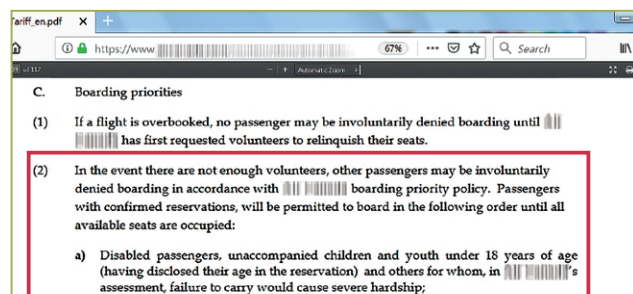 Tariff_en.pdf
https://www.
67%
Search
of 117
Automatic Zoom
C. Boarding priorities
(1) If a flight is overbooked, no passenger may be involuntarily denied boarding until
has first requested volunteers to relinquish their seats.
(2) In the event there are not enough volunteers, other passengers may be involuntarily
denied boarding in accordance with boarding priority policy. Passengers
with confirmed reservations, will be permitted to board in the following order until all
available seats are occupied:
a) Disabled passengers, unaccompanied children and youth under 18 years of age
(having disclosed their age in the reservation) and others for whom, in 's
assessment, failure to carry would cause severe hardship;